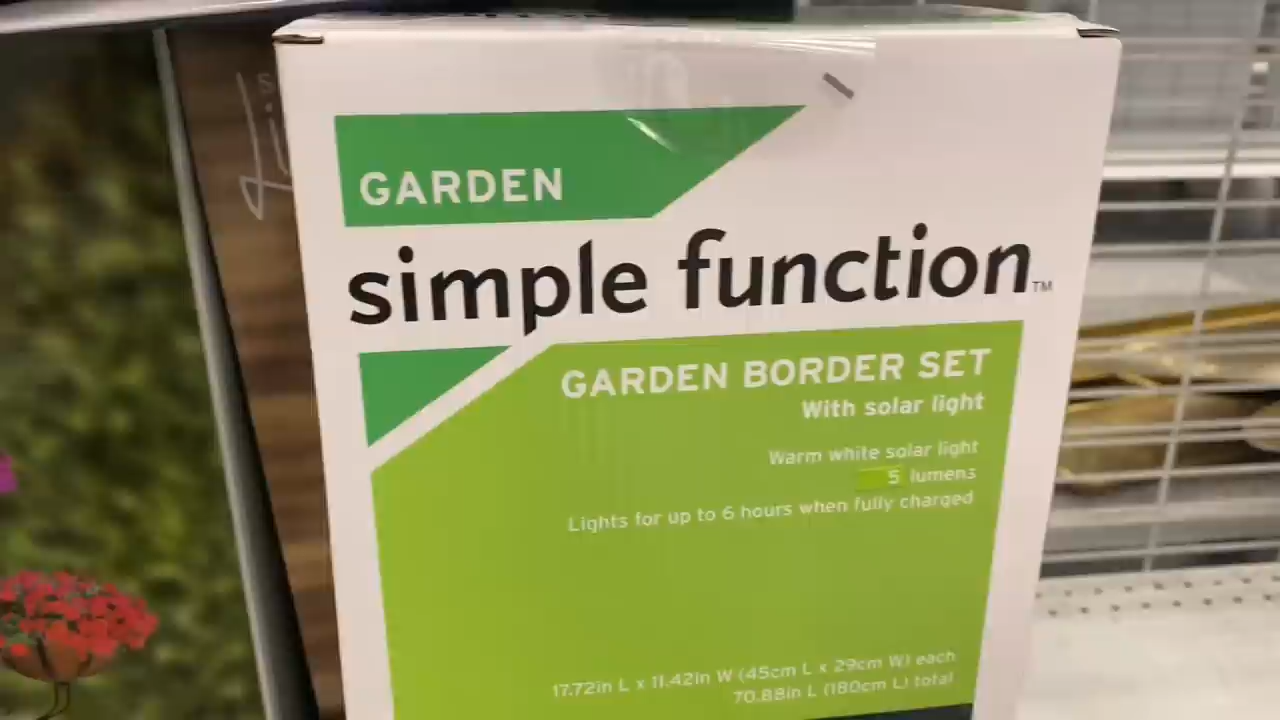 GARDEN
simple function™
GARDEN BORDER SET
With solar light
Warm white solar light
5 lumens
Lights for up to 6 hours when fully charged
17.72in L x 11.42in W (45cm L x 29cm W) each
70.88in L (180cm L) total